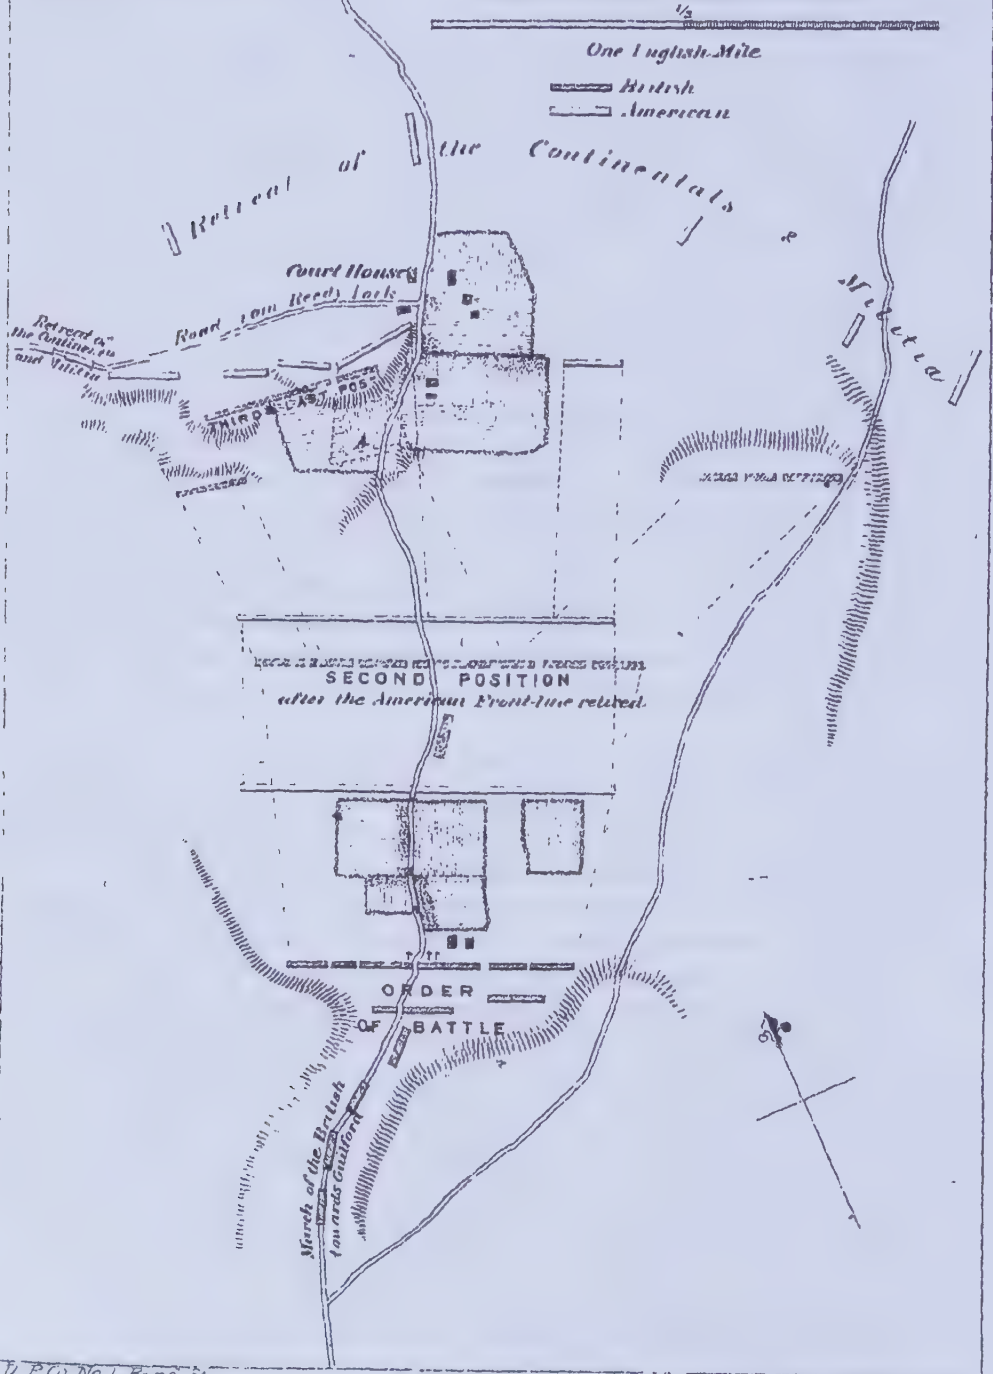 1/3
One English Mile
British
American
Retreat of the Continentals & Militia
Court House
Road from Reedy Fork
Retreat of
the Continentals
and Militia
THIRD & LAST POS.
SECOND POSITION
after the American Front-line retired.
ORDER
OF BATTLE
March of the British
towards Guilford